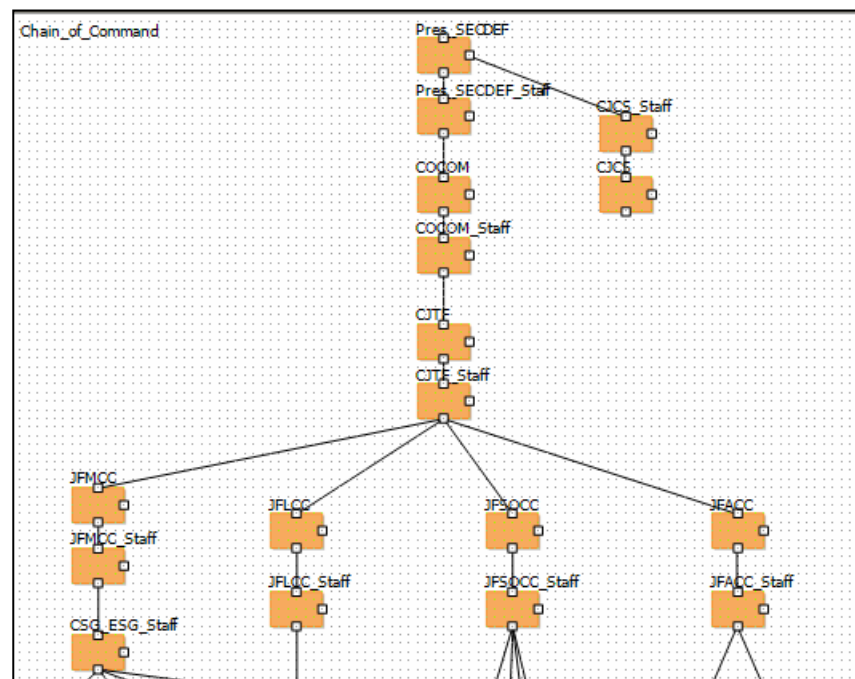 Chain_of_Command
Pres_SECDEF
Pres_SECDEF_Staff
CJCS_Staff
COCOM
CJCS
COCOM_Staff
CJTF
CJTF_Staff
JFMCC
JFLCC
JFSOCC
JFACC
JFMCC_Staff
JFLCC_Staff
JFSOCC_Staff
JFACC_Staff
CSG_ESG_Staff